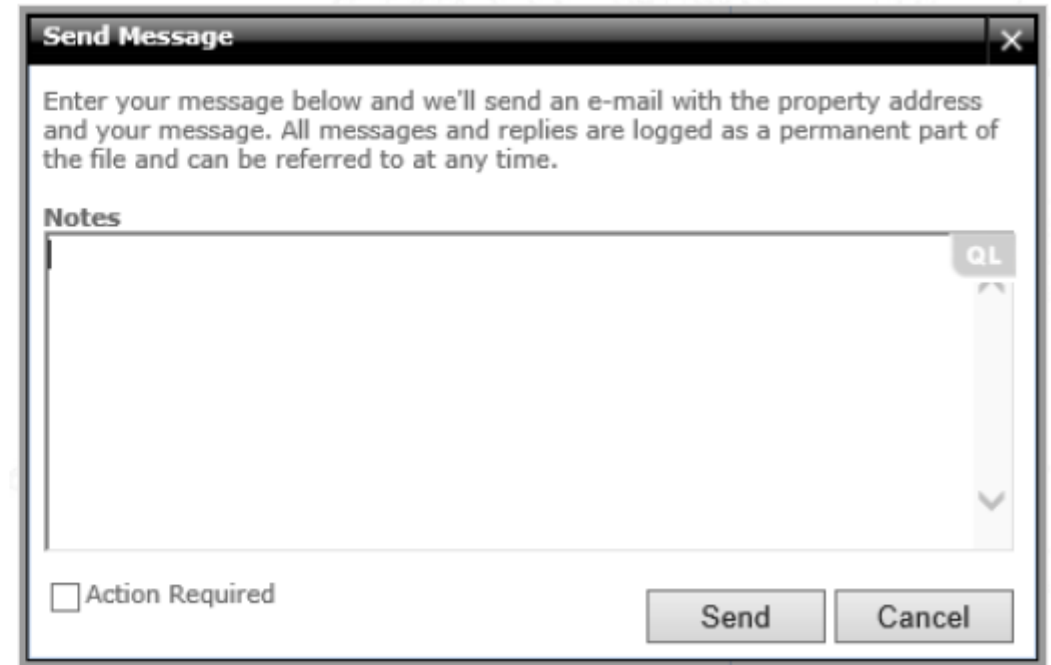 Send Message
Enter your message below and we'll send an e-mail with the property address
and your message. All messages and replies are logged as a permanent part of
the file and can be referred to at any time.
Notes
QL
Action Required
Send
Cancel